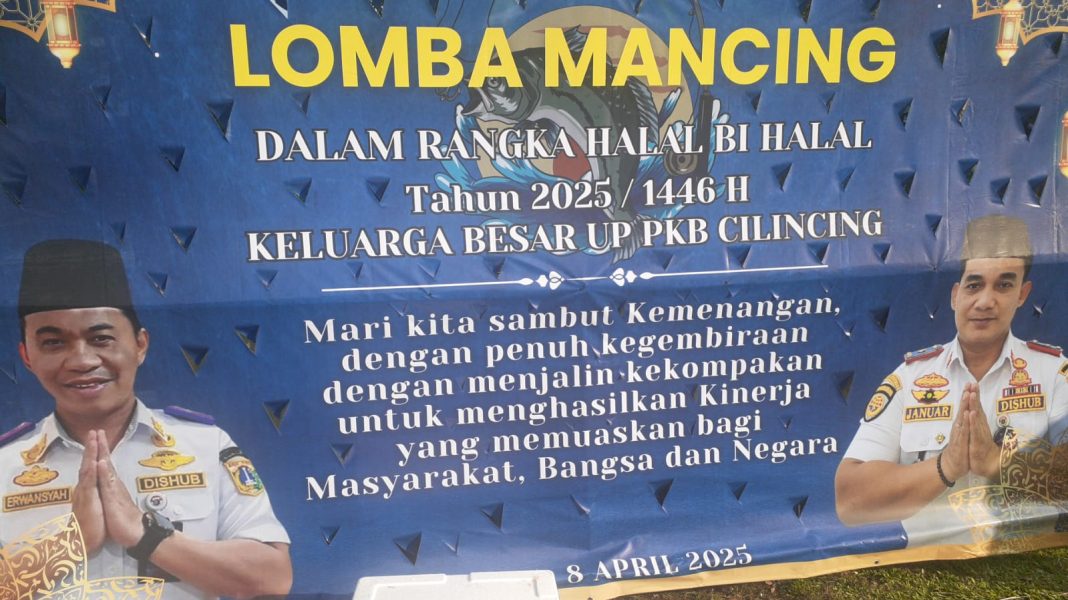 LOMBA MANCING
DALAM RANGKA HALAL BI HALAL
Tahun 2025 / 1446 H
KELUARGA BESAR UP PKB CILINCING
Mari kita sambut Kemenangan,
dengan penuh kegembiraan
dengan menjalin kekompakan
untuk menghasilkan Kinerja
yang memuaskan bagi
Masyarakat, Bangsa dan Negara
8 APRIL 2025
ERWANSYAH
DISHUB
JANUAR
DISHUB